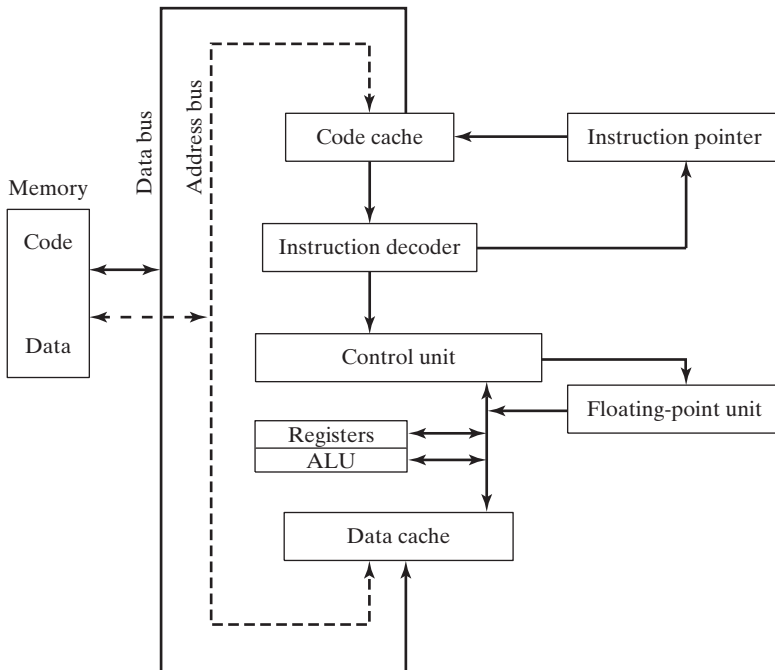 Data bus
Address bus
Code cache
Instruction pointer
Memory
Code
Data
Instruction decoder
Control unit
Floating-point unit
Registers
ALU
Data cache